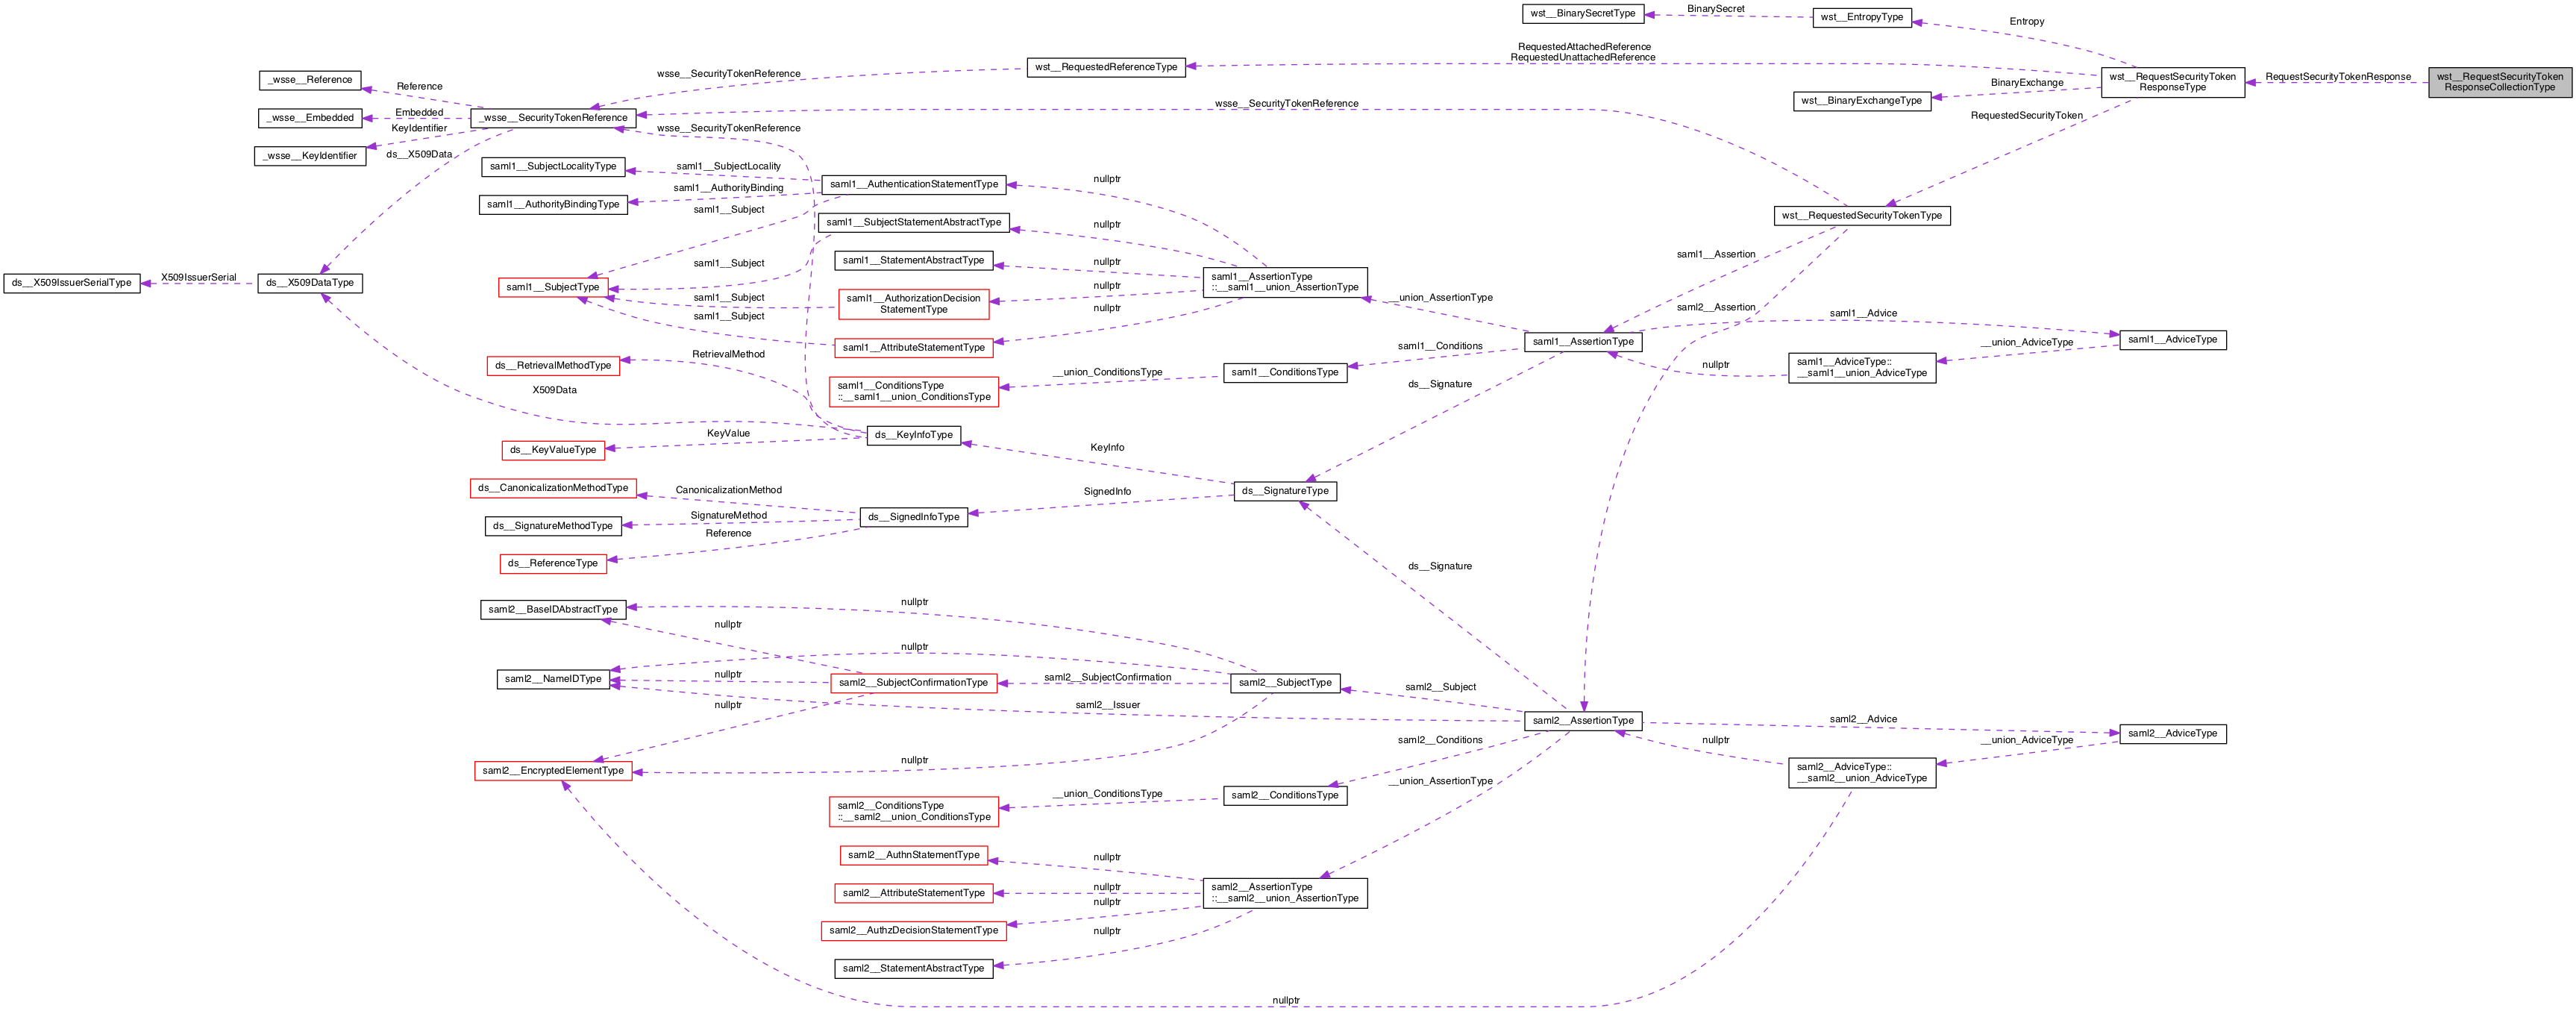 wst__BinarySecretType
BinarySecret
wst__EntropyType
Entropy
RequestedAttachedReference
RequestedUnattachedReference
wst__RequestedReferenceType
wsse__SecurityTokenReference
_wsse__Reference
Reference
wst__RequestSecurityToken
ResponseType
RequestSecurityTokenResponse
wst__RequestSecurityToken
ResponseCollectionType
BinaryExchange
wst__BinaryExchangeType
wsse__SecurityTokenReference
_wsse__Embedded
Embedded
_wsse__SecurityTokenReference
RequestedSecurityToken
KeyIdentifier
wsse__SecurityTokenReference
_wsse__KeyIdentifier
ds__X509Data
saml1__SubjectLocalityType
saml1__SubjectLocality
nullptr
saml1__AuthenticationStatementType
saml1__AuthorityBinding
saml1__AuthorityBindingType
saml1__Subject
wst__RequestedSecurityTokenType
saml1__SubjectStatementAbstractType
nullptr
saml1__Assertion
saml1__StatementAbstractType
nullptr
saml1__Subject
ds__X509IssuerSerialType
X509IssuerSerial
ds__X509DataType
saml1__SubjectType
saml1__AssertionType
::__saml1__union_AssertionType
nullptr
saml1__Subject
saml1__AuthorizationDecision
StatementType
__union_AssertionType
nullptr
saml2__Assertion
saml1__Advice
saml1__Subject
saml1__AttributeStatementType
saml1__AssertionType
saml1__AdviceType
__union_AdviceType
saml1__Conditions
RetrievalMethod
ds__RetrievalMethodType
nullptr
saml1__AdviceType::
__saml1__union_AdviceType
__union_ConditionsType
saml1__ConditionsType
X509Data
saml1__ConditionsType
::__saml1__union_ConditionsType
ds__Signature
KeyValue
ds__KeyInfoType
ds__KeyValueType
KeyInfo
ds__CanonicalizationMethodType
CanonicalizationMethod
SignedInfo
ds__SignatureType
SignatureMethod
ds__SignatureMethodType
ds__SignedInfoType
Reference
ds__ReferenceType
ds__Signature
saml2__BaseIDAbstractType
nullptr
nullptr
nullptr
saml2__NameIDType
nullptr
saml2__SubjectConfirmationType
saml2__SubjectConfirmation
saml2__SubjectType
saml2__Subject
nullptr
saml2__Issuer
saml2__AssertionType
saml2__Advice
saml2__AdviceType
saml2__Conditions
nullptr
__union_AdviceType
nullptr
saml2__EncryptedElementType
saml2__AdviceType::
__saml2__union_AdviceType
__union_AssertionType
__union_ConditionsType
saml2__ConditionsType
saml2__ConditionsType
::__saml2__union_ConditionsType
saml2__AuthnStatementType
nullptr
saml2__AttributeStatementType
nullptr
saml2__AssertionType
::__saml2__union_AssertionType
nullptr
saml2__AuthzDecisionStatementType
nullptr
saml2__StatementAbstractType
nullptr